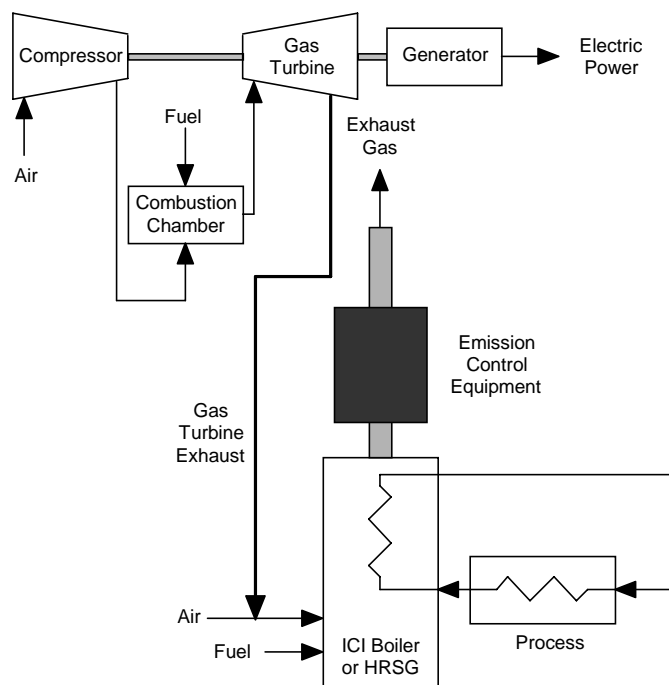 Compressor
Gas
Turbine
Generator
Electric
Power
Air
Fuel
Combustion
Chamber
Exhaust
Gas
Emission
Control
Equipment
Gas
Turbine
Exhaust
Air
Fuel
ICI Boiler
or HRSG
Process